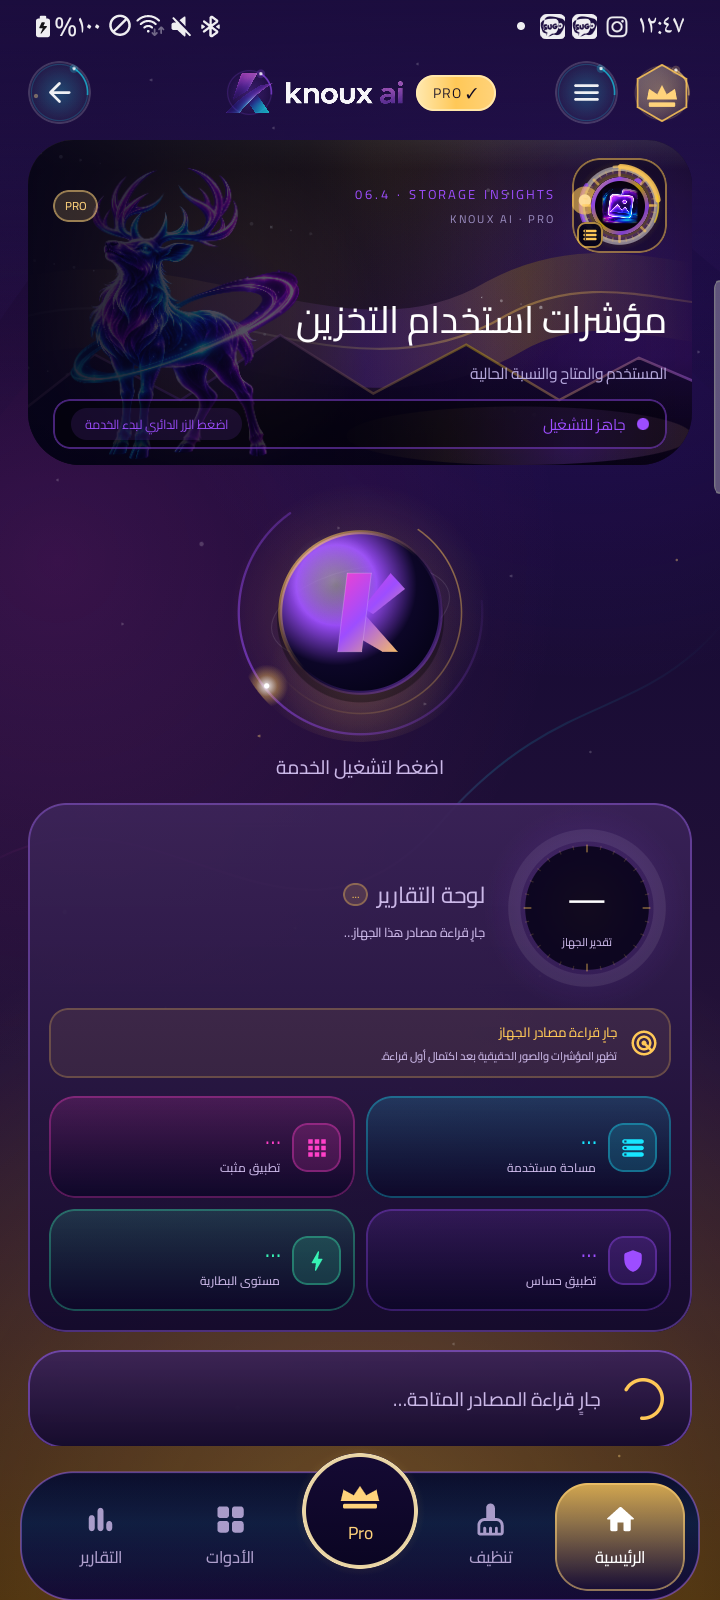 ١٢:٤٧
%١٠٠
knoux ai
PRO ✓
06.4 · STORAGE INSIGHTS
KNOUX AI · PRO
PRO
مؤشرات استخدام التخزين
المستخدم والمتاح والنسبة الحالية
جاهز للتشغيل
اضغط الزر الدائري لبدء الخدمة
اضغط لتشغيل الخدمة
لوحة التقارير
...
جارٍ قراءة مصادر هذا الجهاز...
—
تقدير الجهاز
جارٍ قراءة مصادر الجهاز
تظهر المؤشرات والصور الحقيقية بعد اكتمال أول قراءة.
...
مساحة مستخدمة
...
تطبيق مثبت
...
تطبيق حساس
...
مستوى البطارية
جارٍ قراءة المصادر المتاحة...
الرئيسية
تنظيف
Pro
الأدوات
التقارير